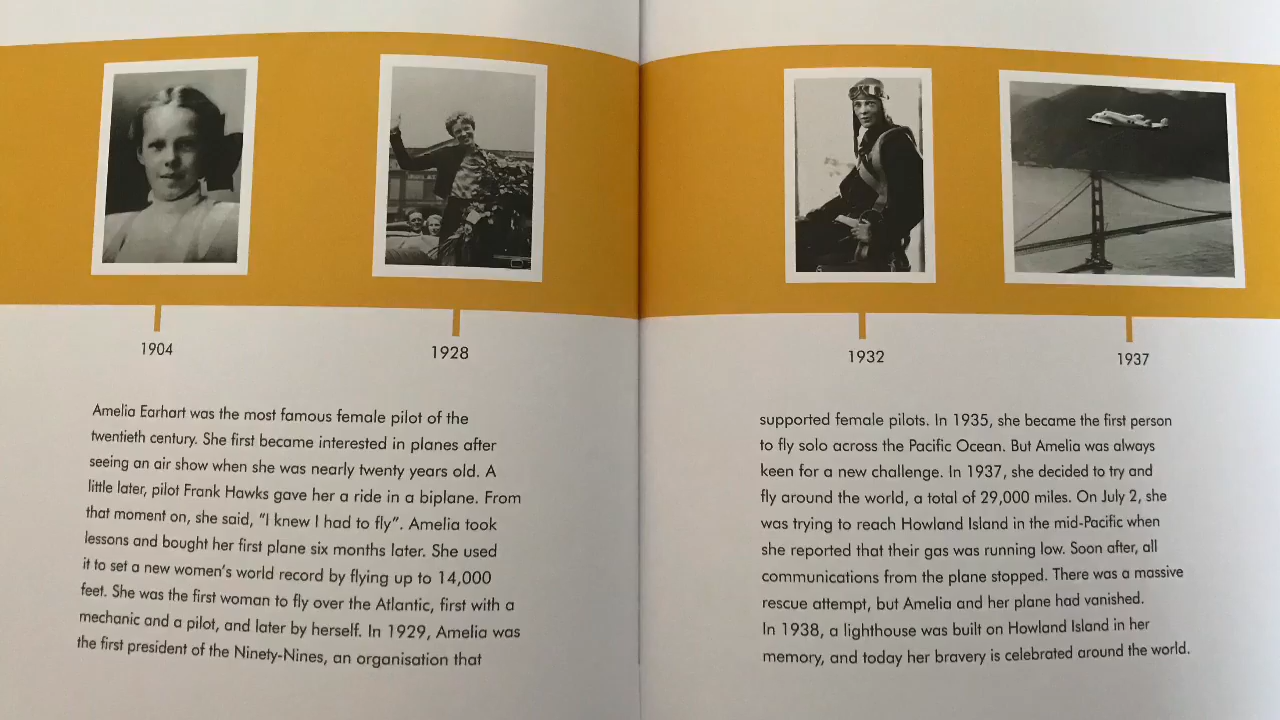 1904
1928
Amelia Earhart was the most famous female pilot of the
twentieth century. She first became interested in planes after
seeing an air show when she was nearly twenty years old. A
little later, pilot Frank Hawks gave her a ride in a biplane. From
that moment on, she said, “I knew I had to fly”. Amelia took
lessons and bought her first plane six months later. She used
it to set a new women’s world record by flying up to 14,000
feet. She was the first woman to fly over the Atlantic, first with a
mechanic and a pilot, and later by herself. In 1929, Amelia was
the first president of the Ninety-Nines, an organisation that
1932
1937
supported female pilots. In 1935, she became the first person
to fly solo across the Pacific Ocean. But Amelia was always
keen for a new challenge. In 1937, she decided to try and
fly around the world, a total of 29,000 miles. On July 2, she
was trying to reach Howland Island in the mid-Pacific when
she reported that their gas was running low. Soon after, all
communications from the plane stopped. There was a massive
rescue attempt, but Amelia and her plane had vanished.
In 1938, a lighthouse was built on Howland Island in her
memory, and today her bravery is celebrated around the world.